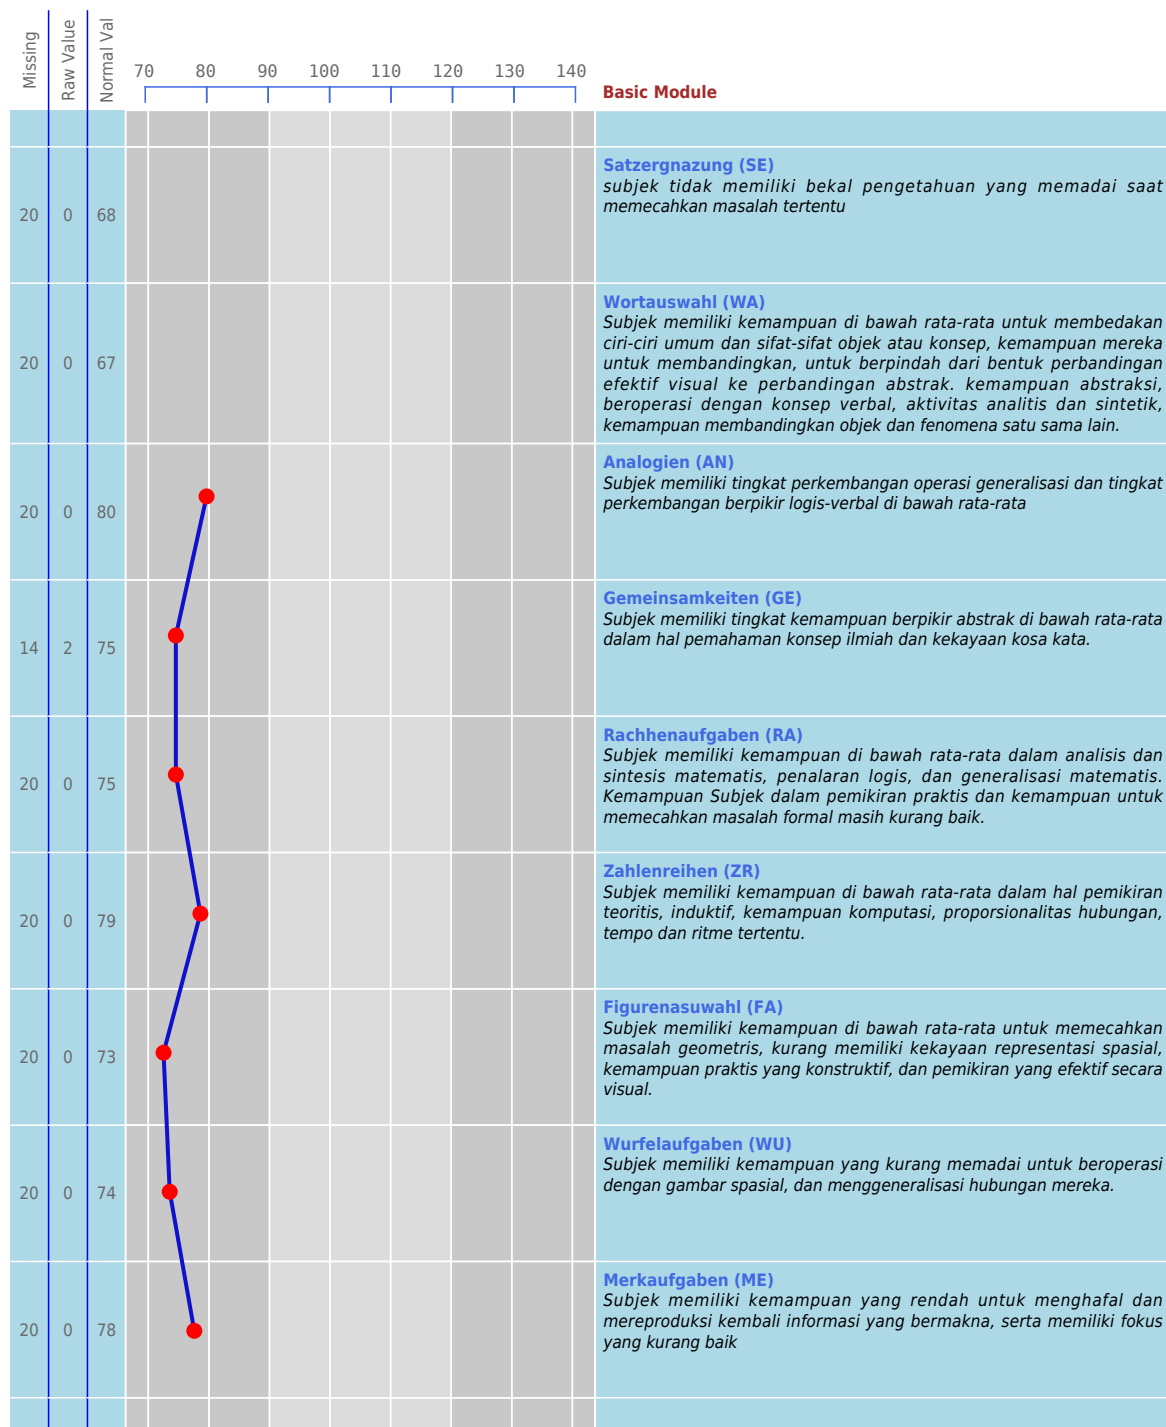 Missing
Raw Value
Normal Val
70 80 90 100 110 120 130 140
Basic Module
Satzergnazung (SE)
subjek tidak memiliki bekal pengetahuan yang memadai saat
memecahkan masalah tertentu
20 0 68
Wortauswahl (WA)
Subjek memiliki kemampuan di bawah rata-rata untuk membedakan
ciri-ciri umum dan sifat-sifat objek atau konsep, kemampuan mereka
untuk membandingkan, untuk berpindah dari bentuk perbandingan
efektif visual ke perbandingan abstrak. kemampuan abstraksi,
beroperasi dengan konsep verbal, aktivitas analitis dan sintetik,
kemampuan membandingkan objek dan fenomena satu sama lain.
20 0 67
Analogien (AN)
Subjek memiliki tingkat perkembangan operasi generalisasi dan tingkat
perkembangan berpikir logis-verbal di bawah rata-rata
20 0 80
Gemeinsamkeiten (GE)
Subjek memiliki tingkat kemampuan berpikir abstrak di bawah rata-rata
dalam hal pemahaman konsep ilmiah dan kekayaan kosa kata.
14 2 75
Rachhenaufgaben (RA)
Subjek memiliki kemampuan di bawah rata-rata dalam analisis dan
sintesis matematis, penalaran logis, dan generalisasi matematis.
Kemampuan Subjek dalam pemikiran praktis dan kemampuan untuk
memecahkan masalah formal masih kurang baik.
20 0 75
Zahlenreihen (ZR)
Subjek memiliki kemampuan di bawah rata-rata dalam hal pemikiran
teoritis, induktif, kemampuan komputasi, proporsionalitas hubungan,
tempo dan ritme tertentu.
20 0 79
Figurenasuwahl (FA)
Subjek memiliki kemampuan di bawah rata-rata untuk memecahkan
masalah geometris, kurang memiliki kekayaan representasi spasial,
kemampuan praktis yang konstruktif, dan pemikiran yang efektif secara
visual.
20 0 73
Wurfelaufgaben (WU)
Subjek memiliki kemampuan yang kurang memadai untuk beroperasi
dengan gambar spasial, dan menggeneralisasi hubungan mereka.
20 0 74
Merkaufgaben (ME)
Subjek memiliki kemampuan yang rendah untuk menghafal dan
mereproduksi kembali informasi yang bermakna, serta memiliki fokus
yang kurang baik
20 0 78